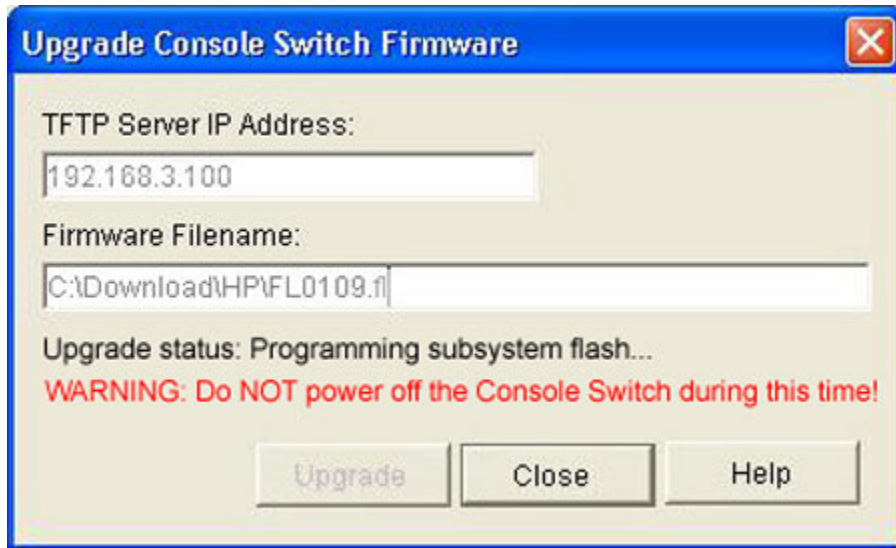 Upgrade Console Switch Firmware
TFTP Server IP Address:
192.168.3.100
Firmware Filename:
C:\Download\HP\FL0109.fl
Upgrade status: Programming subsystem flash...
WARNING: Do NOT power off the Console Switch during this time!
Upgrade Close Help